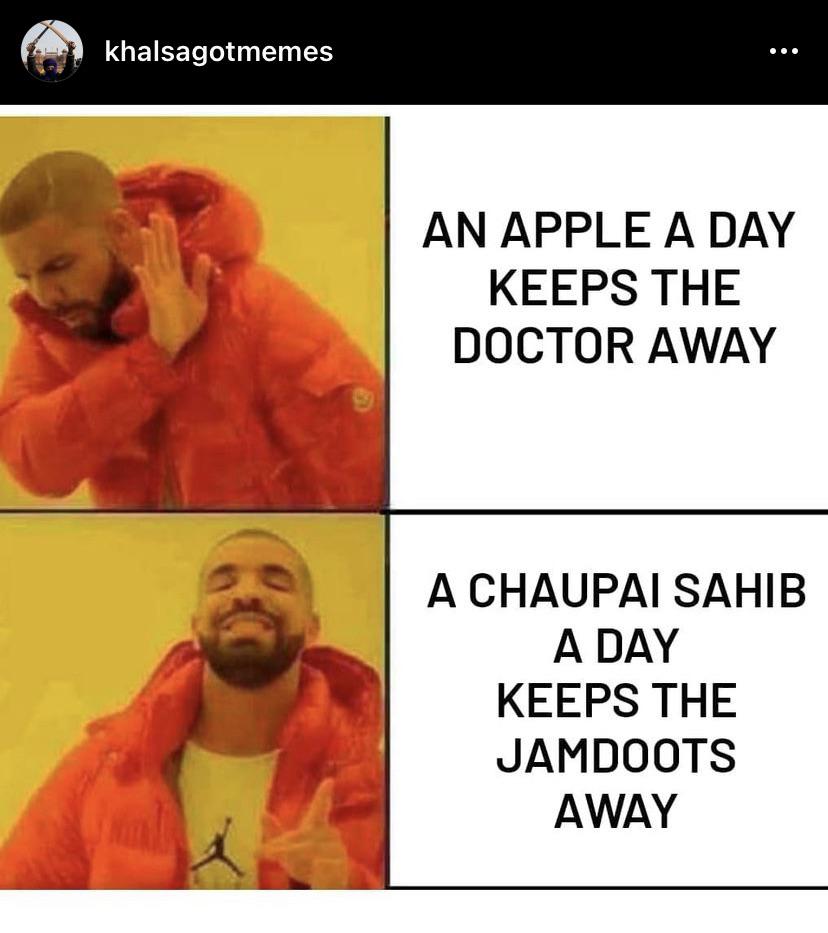 khalsagotmemes
AN APPLE A DAY
KEEPS THE
DOCTOR AWAY
A CHAUPAI SAHIB
A DAY
KEEPS THE
JAMDOOTS
AWAY